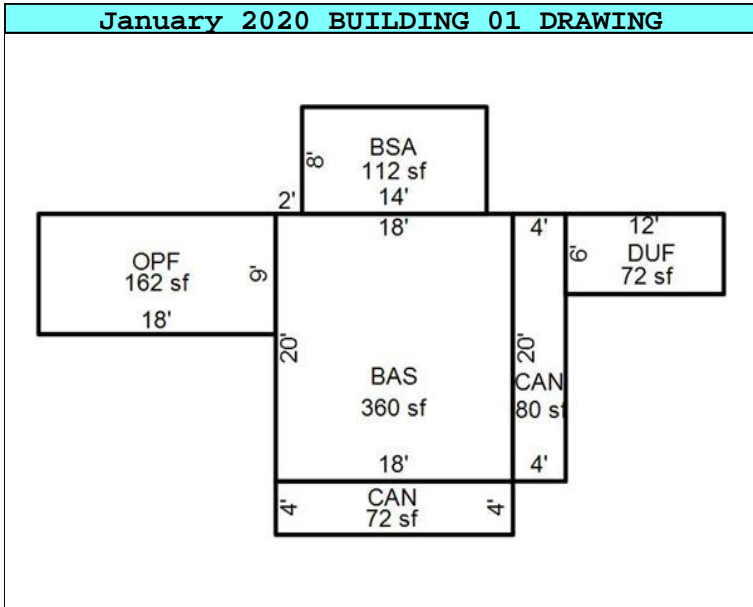 January 2020 BUILDING 01 DRAWING
8'
BSA
112 sf
14'
2'
18'
4'
12'
OPF
162 sf
9'
18'
6'
DUF
72 sf
20'
BAS
360 sf
20'
CAN
80 sf
18'
4'
4'
CAN
72 sf
4'